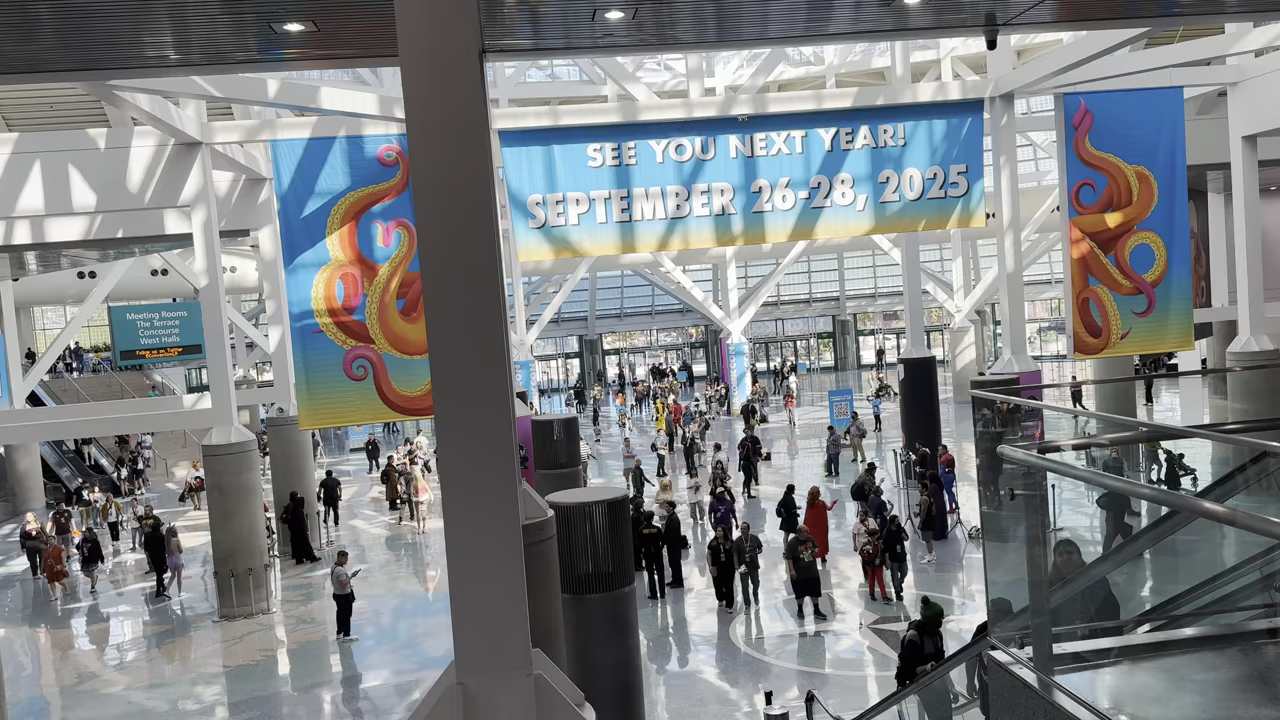 SEE YOU NEXT YEAR!
SEPTEMBER 26-28, 2025
Meeting Rooms
The Terrace
Concourse
West Halls